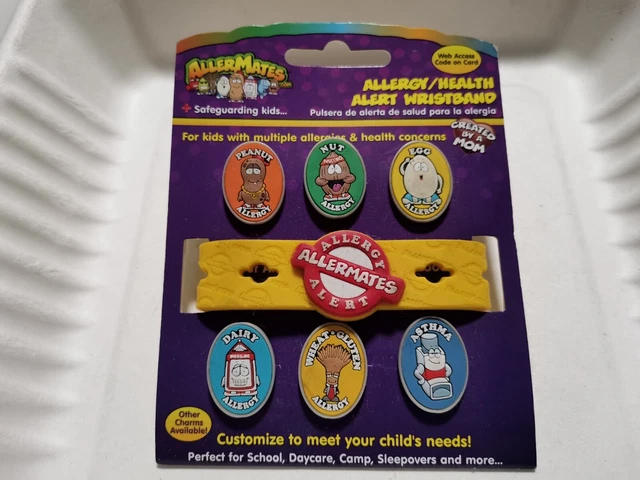 ALLERMATES
.com
Web Access
Code on Card
ALLERGY/HEALTH
ALERT WRISTBAND
+ Safeguarding kids...
Pulsera de alerta de salud para la alergia
For kids with multiple allergies & health concerns
CREATED
BY A
MOM
PEANUT
ALLERGY
NUT
ALLERGY
EGG
ALLERGY
ALLERGY
ALLERMATES
ALERT
DAIRY
ALLERGY
WHEAT & GLUTEN
ALLERGY
ASTHMA
Other
Charms
Available!
Customize to meet your child's needs!
Perfect for School, Daycare, Camp, Sleepovers and more...